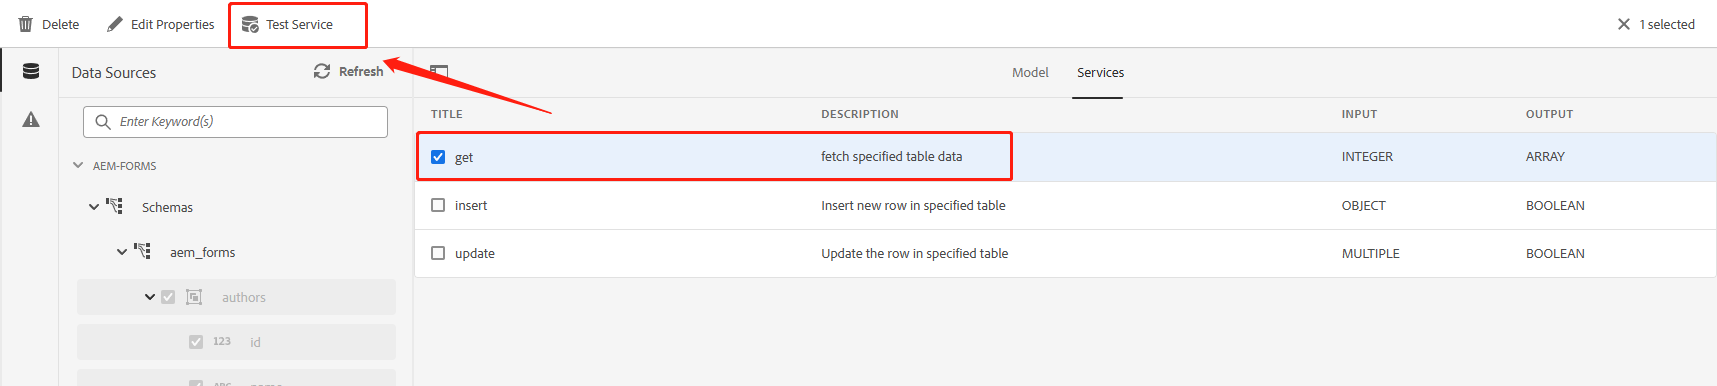 Delete Edit Properties Test Service 1 selected
Data Sources Refresh Model Services
Enter Keyword(s)
TITLE DESCRIPTION INPUT OUTPUT
get fetch specified table data INTEGER ARRAY
AEM-FORMS
insert Insert new row in specified table OBJECT BOOLEAN
Schemas
update Update the row in specified table MULTIPLE BOOLEAN
aem_forms
authors
123 id